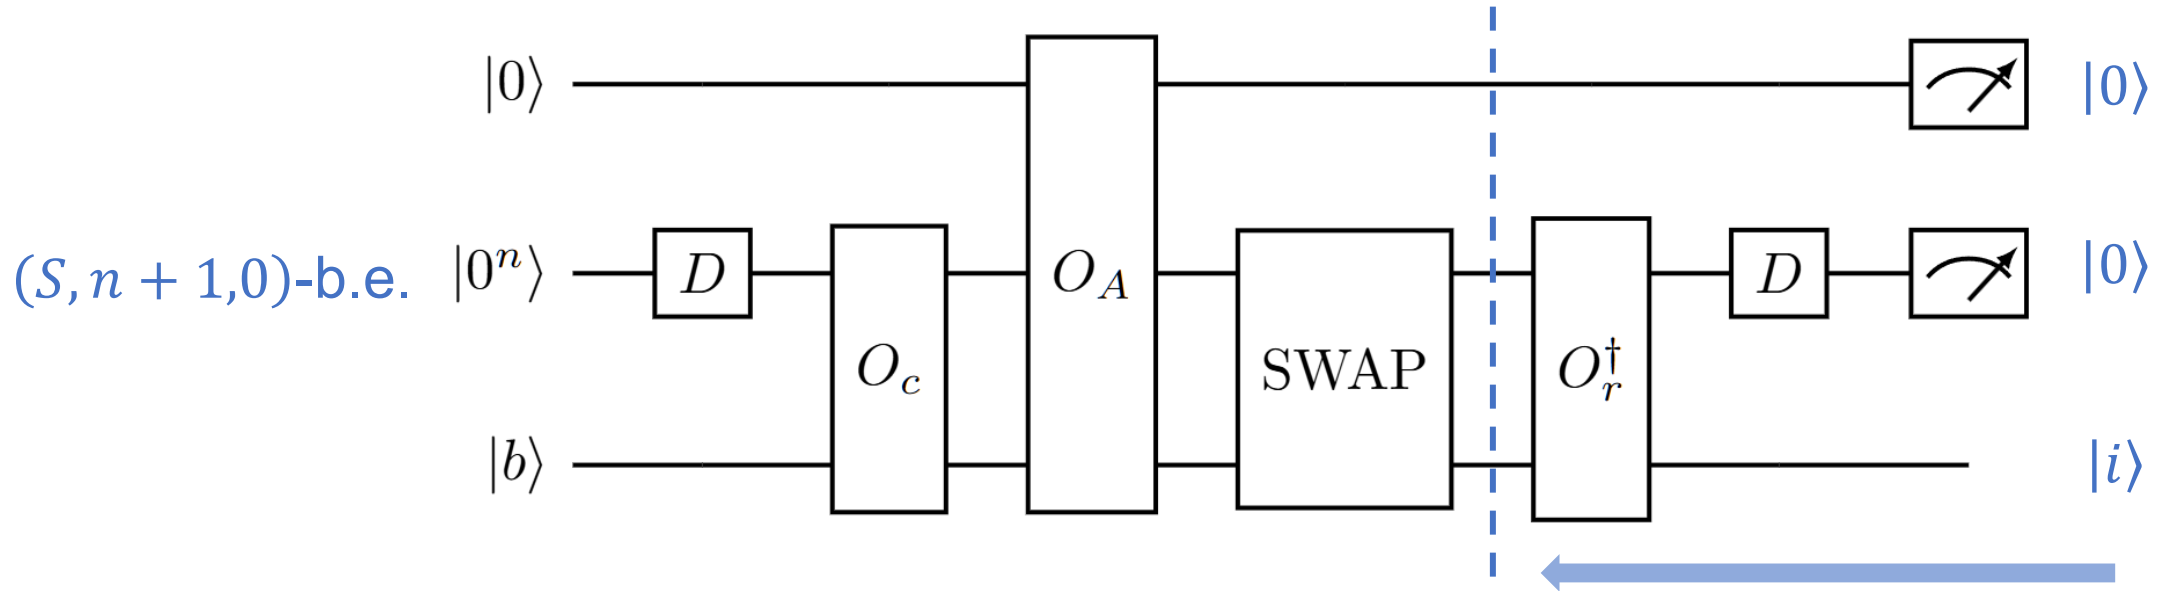 |0⟩ |0⟩
(S, n + 1,0)-b.e. |0ⁿ⟩ D O_c O_A SWAP O_r^† D |0⟩
|b⟩ |i⟩